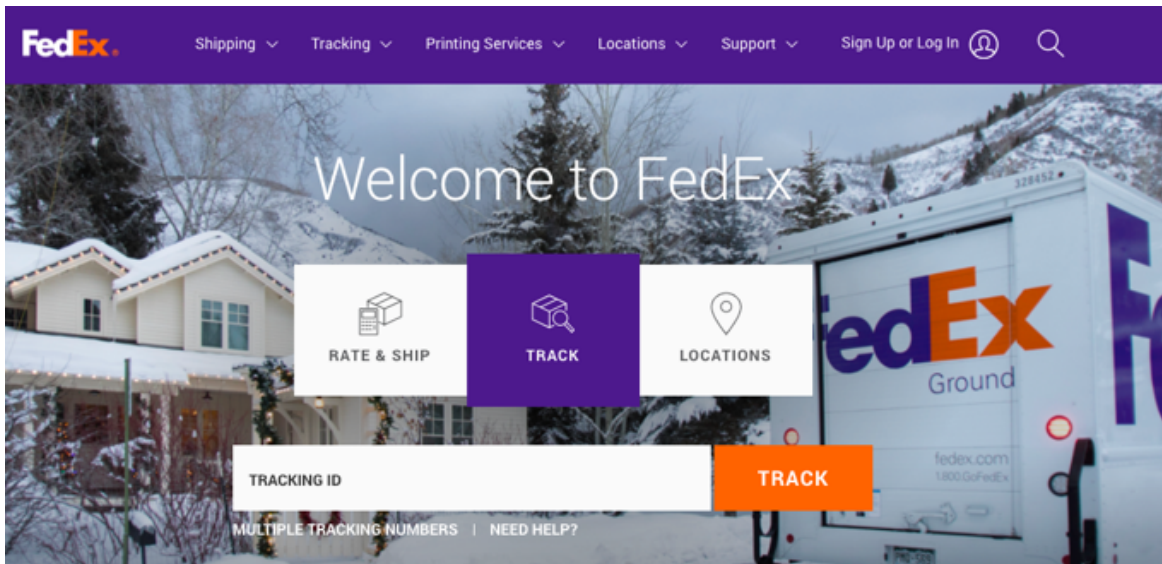 FedEx.
Shipping Tracking Printing Services Locations Support Sign Up or Log In
Welcome to FedEx
328452
RATE & SHIP
TRACK
LOCATIONS
FedEx
Ground
fedex.com
1.800.GoFedEx
TRACKING ID
TRACK
MULTIPLE TRACKING NUMBERS | NEED HELP?